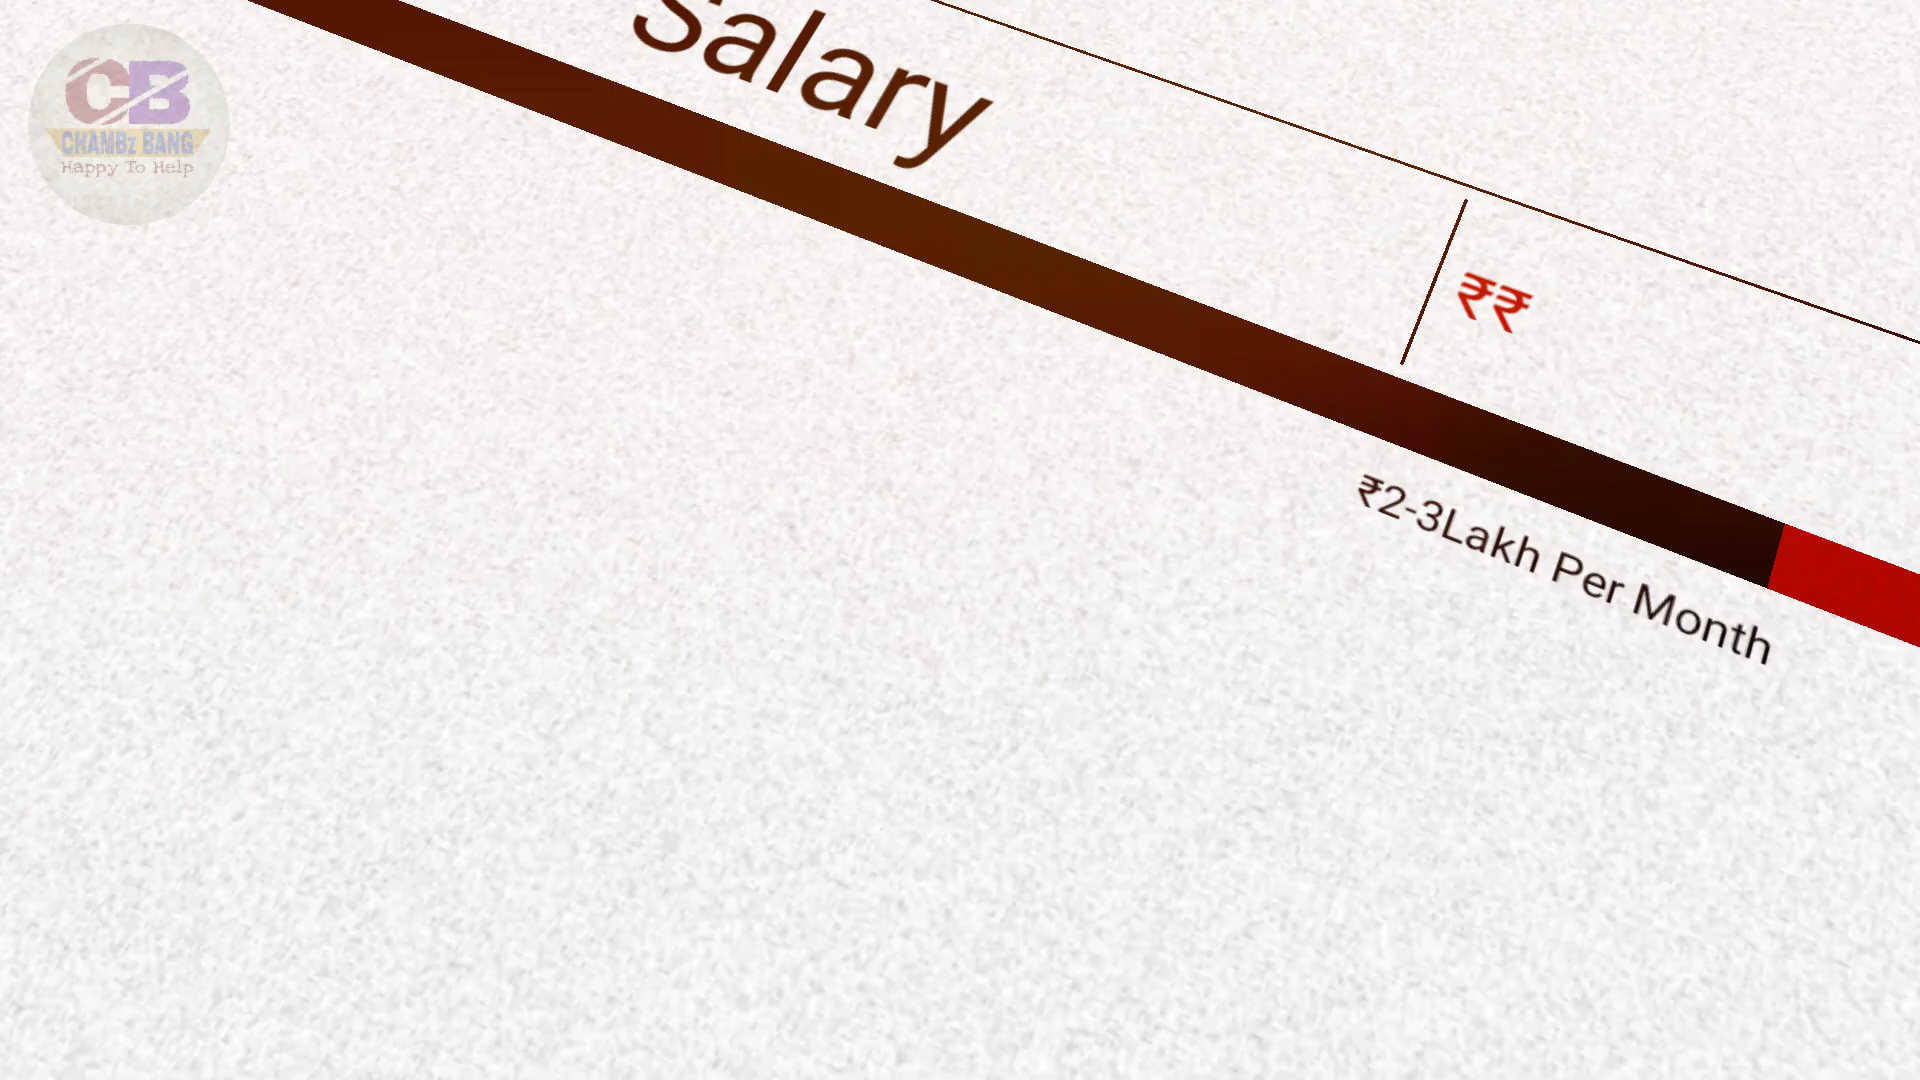 CB
CHAMBz BANG
Happy To Help
Salary
₹₹
₹2-3Lakh Per Month